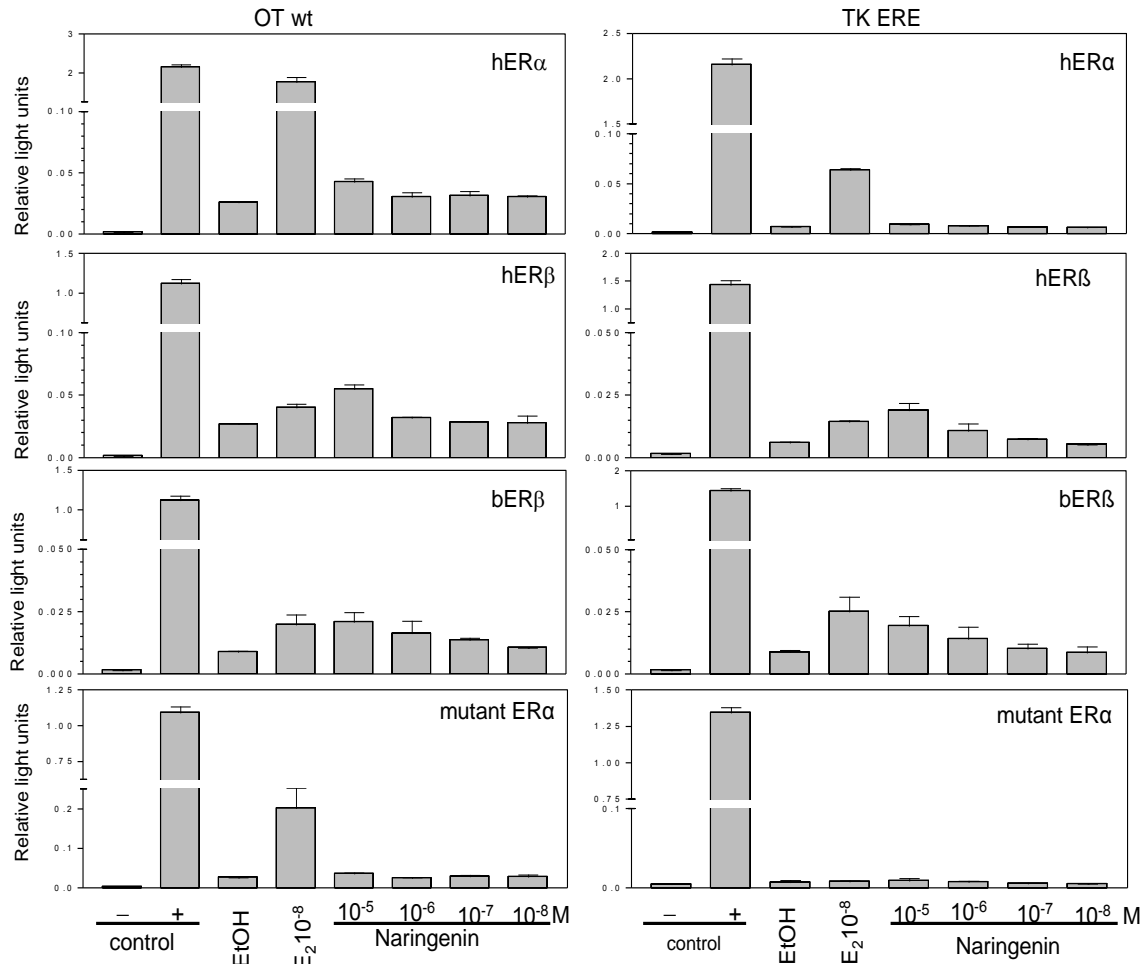 OT wt
TK ERE
3
hERα
2
0.10
0.05
0.00
Relative light units
2.5
hERα
2.0
1.5
0.10
0.05
0.00
1.5
hERβ
1.0
0.10
0.05
0.00
Relative light units
2.0
hERß
1.5
1.0
0.050
0.025
0.000
1.5
bERβ
1.0
0.050
0.025
0.000
Relative light units
2
bERß
1
0.050
0.025
0.000
1.25
mutant ERα
1.00
0.75
0.2
0.1
0.0
Relative light units
1.50
mutant ERα
1.25
1.00
0.75
0.1
0.0
– + EtOH E₂10⁻⁸ 10⁻⁵ 10⁻⁶ 10⁻⁷ 10⁻⁸ M
control Naringenin
– + EtOH E₂10⁻⁸ 10⁻⁵ 10⁻⁶ 10⁻⁷ 10⁻⁸ M
control Naringenin